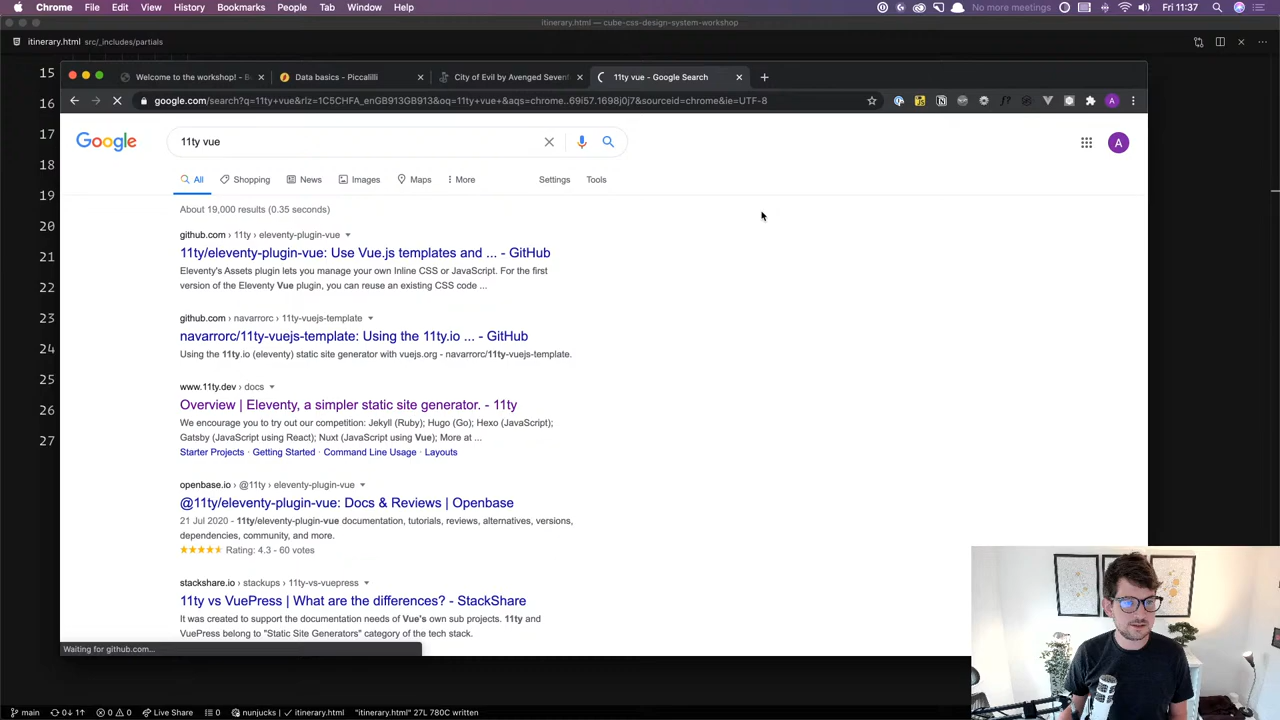 Chrome File Edit View History Bookmarks People Tab Window Help
No more meetings
Fri 11:37
itinerary.html — cube-css-design-system-workshop
itinerary.html src/_includes/partials
Welcome to the workshop! - B
Data basics - Piccalilli
City of Evil by Avenged Seven
11ty vue - Google Search
google.com/search?q=11ty+vue&rlz=1C5CHFA_enGB913GB913&oq=11ty+vue+&aqs=chrome..69i57.1698j0j7&sourceid=chrome&ie=UTF-8
Google
11ty vue
A
All
Shopping
News
Images
Maps
More
Settings
Tools
About 19,000 results (0.35 seconds)
github.com › 11ty › eleventy-plugin-vue
11ty/eleventy-plugin-vue: Use Vue.js templates and ... - GitHub
Eleventy's Assets plugin lets you manage your own Inline CSS or JavaScript. For the first
version of the Eleventy Vue plugin, you can reuse an existing CSS code ...
github.com › navarrorc › 11ty-vuejs-template
navarrorc/11ty-vuejs-template: Using the 11ty.io ... - GitHub
Using the 11ty.io (eleventy) static site generator with vuejs.org - navarrorc/11ty-vuejs-template.
www.11ty.dev › docs
Overview | Eleventy, a simpler static site generator. - 11ty
We encourage you to try out our competition: Jekyll (Ruby); Hugo (Go); Hexo (JavaScript);
Gatsby (JavaScript using React); Nuxt (JavaScript using Vue); More at ...
Starter Projects · Getting Started · Command Line Usage · Layouts
openbase.io › @11ty › eleventy-plugin-vue
@11ty/eleventy-plugin-vue: Docs & Reviews | Openbase
21 Jul 2020 - 11ty/eleventy-plugin-vue documentation, tutorials, reviews, alternatives, versions,
dependencies, community, and more.
Rating: 4.3 - 60 votes
stackshare.io › stackups › 11ty-vs-vuepress
11ty vs VuePress | What are the differences? - StackShare
It was created to support the documentation needs of Vue's own sub projects. 11ty and
VuePress belong to "Static Site Generators" category of the tech stack.
Waiting for github.com...
15
16
17
18
19
20
21
22
23
24
25
26
27
main 0↓ 1↑ 0 0 Live Share 0 nunjucks itinerary.html "itinerary.html" 27L 780C written